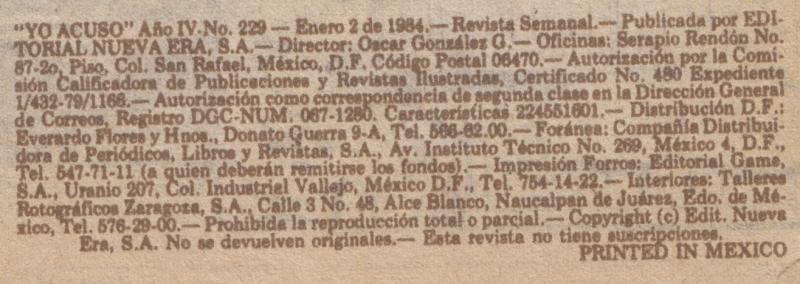 "YO ACUSO" Año IV.No. 229 — Enero 2 de 1984.— Revista Semanal.— Publicada por EDI-
TORIAL NUEVA ERA, S.A.— Director: Oscar González G.— Oficinas: Serapio Rendón No.
87-2o, Piso, Col. San Rafael, México, D.F. Código Postal 06470.— Autorización por la Comi-
sión Calificadora de Publicaciones y Revistas Ilustradas, Certificado No. 480 Expediente
1/432-79/1166.— Autorización como correspondencia de segunda clase en la Dirección General
de Correos, Registro DGC-NUM. 067-1280. Características 224551601.— Distribución D.F.:
Everardo Flores y Hnos., Donato Guerra 9-A, Tel. 566-62.00.— Foránea: Compañía Distribui-
dora de Periódicos, Libros y Revistas, S.A., Av. Instituto Técnico No. 269, México 4, D.F.,
Tel. 547-71-11 (a quien deberán remitirse los fondos).— Impresión Forros: Editorial Game,
S.A., Uranio 207, Col. Industrial Vallejo, México D.F., Tel. 754-14-22.— Interiores: Talleres
Rotográficos Zaragoza, S.A., Calle 3 No. 48, Alce Blanco, Naucalpan de Juárez, Edo. de Mé-
xico, Tel. 576-29-00.— Prohibida la reproducción total o parcial.— Copyright (c) Edit. Nueva
Era, S.A. No se devuelven originales.— Esta revista no tiene suscripciones.
PRINTED IN MEXICO